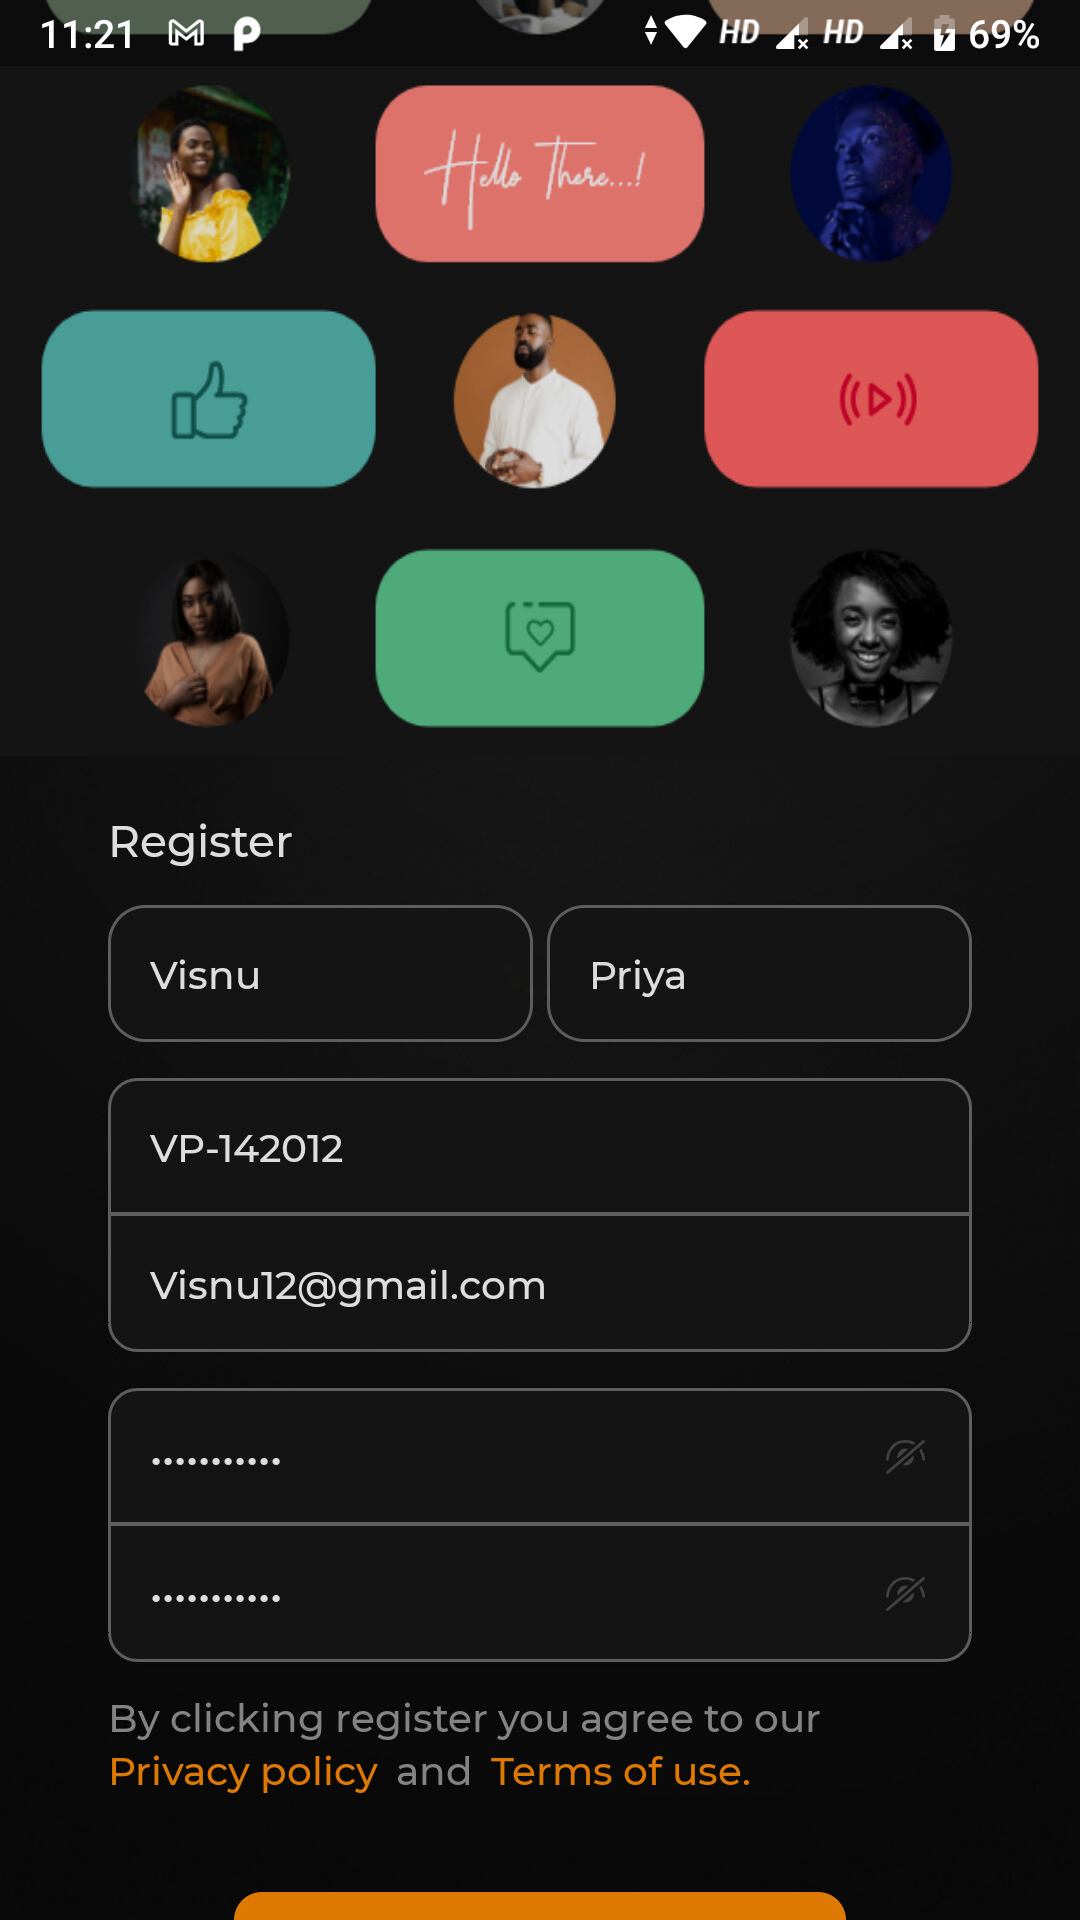 11:21 HD HD 69%
Hello There...!
Register
Visnu Priya
VP-142012
Visnu12@gmail.com
•••••••••••
•••••••••••
By clicking register you agree to our
Privacy policy and Terms of use.